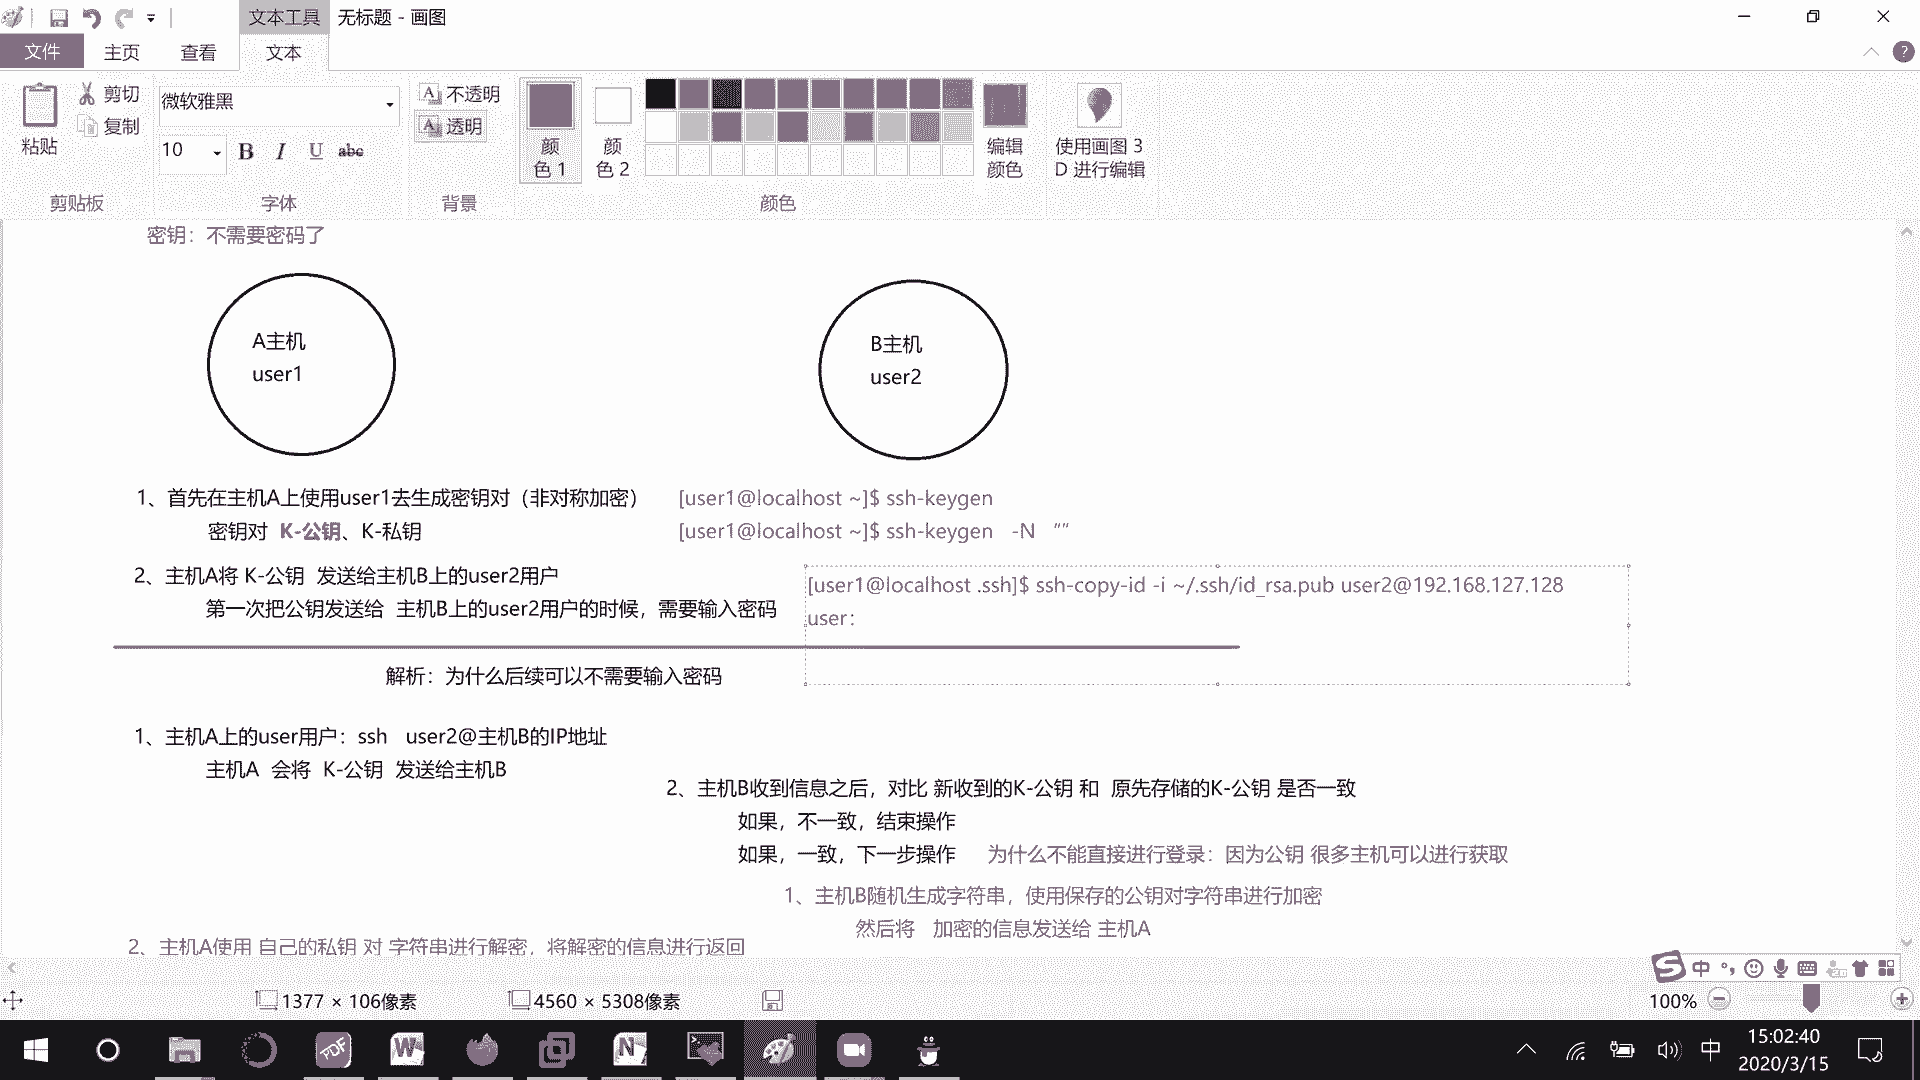 文本工具 无标题 - 画图
文件 主页 查看 文本
粘贴 剪切
复制
剪贴板
微软雅黑
10 B I U abc
字体
不透明
透明
背景
颜色 1
颜色 2
颜色
编辑颜色
使用画图 3 D 进行编辑
密钥：不需要密码了
A主机
user1
B主机
user2
1、首先在主机A上使用user1去生成密钥对（非对称加密） [user1@localhost ~]$ ssh-keygen
密钥对 K-公钥、K-私钥 [user1@localhost ~]$ ssh-keygen -N ""
2、主机A将 K-公钥 发送给主机B上的user2用户 [user1@localhost .ssh]$ ssh-copy-id -i ~/.ssh/id_rsa.pub user2@192.168.127.128
第一次把公钥发送给 主机B上的user2用户的时候，需要输入密码 user：
解析：为什么后续可以不需要输入密码
1、主机A上的user用户：ssh user2@主机B的IP地址
主机A 会将 K-公钥 发送给主机B
2、主机B收到信息之后，对比 新收到的K-公钥 和 原先存储的K-公钥 是否一致
如果，不一致，结束操作
如果，一致，下一步操作 为什么不能直接进行登录：因为公钥 很多主机可以进行获取
1、主机B随机生成字符串，使用保存的公钥对字符串进行加密
然后将 加密的信息发送给 主机A
2、主机A使用 自己的私钥 对 字符串进行解密，将解密的信息进行返回
中
1377 × 106像素 4560 × 5308像素 100%
中 15:02:40
2020/3/15